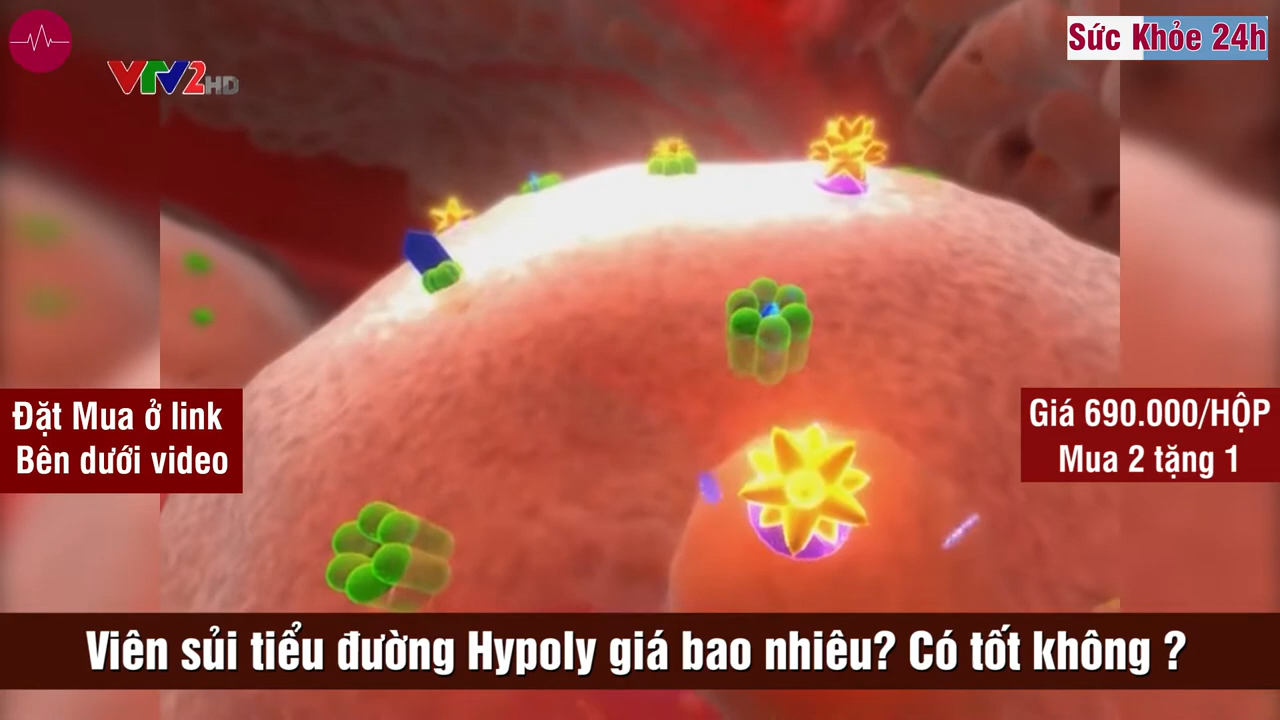 VTV2HD
Sức Khỏe 24h
Đặt Mua ở link
Bên dưới video
Giá 690.000/HỘP
Mua 2 tặng 1
Viên sủi tiểu đường Hypoly giá bao nhiêu? Có tốt không ?